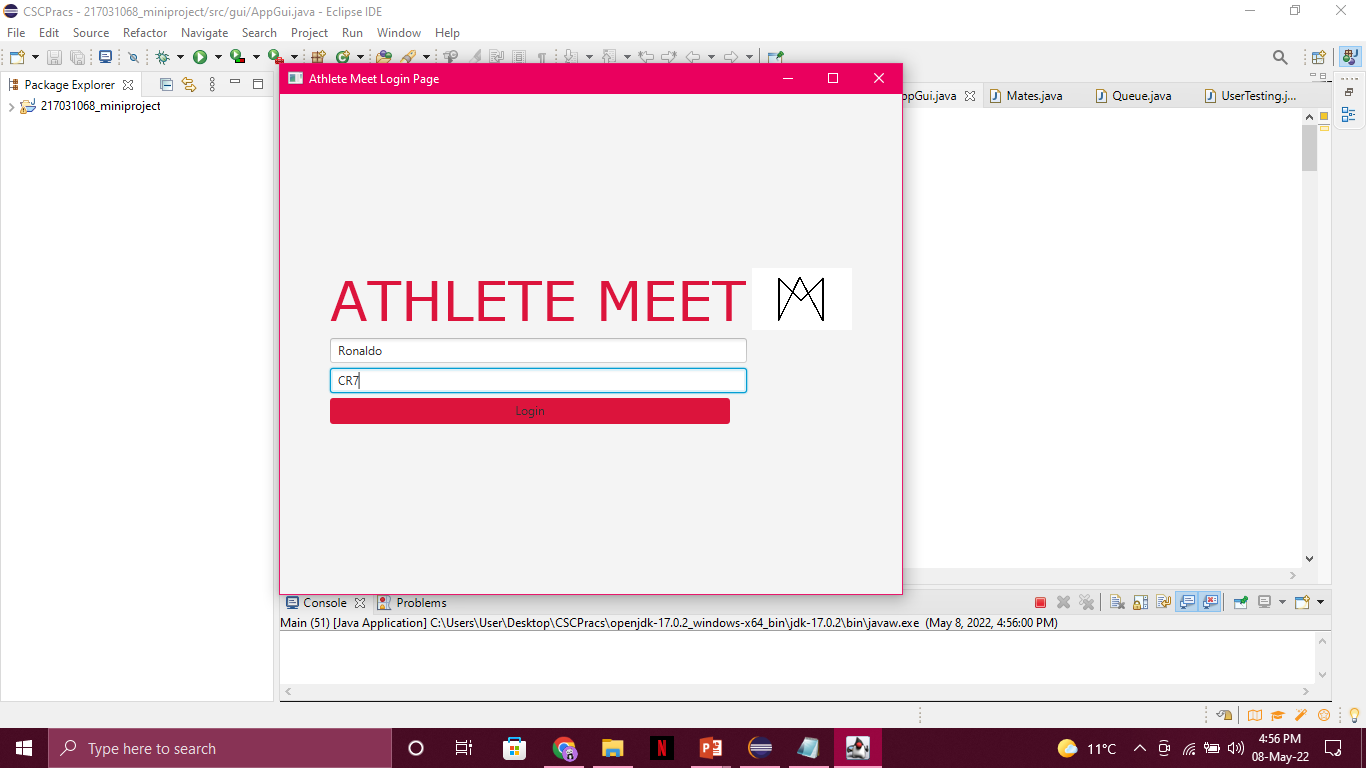 CSCPracs - 217031068_miniproject/src/gui/AppGui.java - Eclipse IDE
File Edit Source Refactor Navigate Search Project Run Window Help
Package Explorer
217031068_miniproject
Athlete Meet Login Page
ppGui.java Mates.java Queue.java UserTesting.j...
ATHLETE MEET
Ronaldo
CR7
Login
Console Problems
Main (51) [Java Application] C:\Users\User\Desktop\CSCPracs\openjdk-17.0.2_windows-x64_bin\jdk-17.0.2\bin\javaw.exe (May 8, 2022, 4:56:00 PM)
Type here to search
11°C
4:56 PM
08-May-22